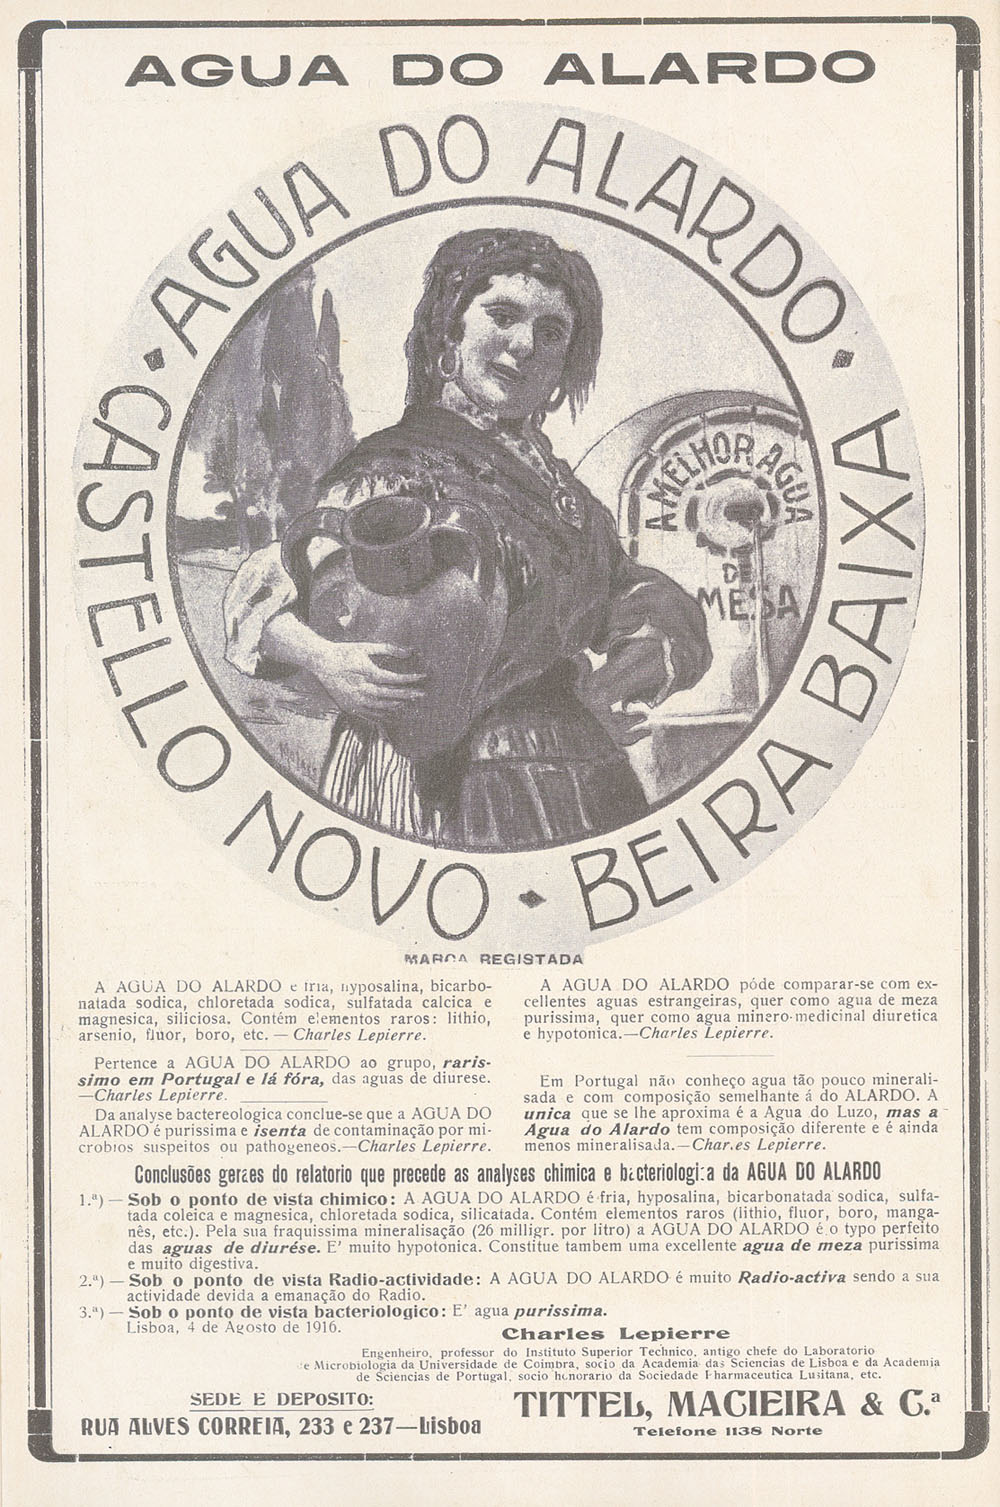 AGUA DO ALARDO
AGUA DO ALARDO
CASTELLO NOVO
BEIRA BAIXA
A MELHOR AGUA
DE
MESA
MARCA REGISTADA
A AGUA DO ALARDO e fria, hyposalina, bicarbo-
natada sodica, chloretada sodica, sulfatada calcica e
magnesica, siliciosa. Contém elementos raros: lithio,
arsenio, fluor, boro, etc. — Charles Lepierre.
Pertence a AGUA DO ALARDO ao grupo, raris-
simo em Portugal e lá fóra, das aguas de diurese.
—Charles Lepierre.
Da analyse bactereologica conclue-se que a AGUA DO
ALARDO é purissima e isenta de contaminação por mi-
crobios suspeitos ou pathogeneos.—Charles Lepierre.
A AGUA DO ALARDO póde comparar-se com ex-
cellentes aguas estrangeiras, quer como agua de meza
purissima, quer como agua minero-medicinal diuretica
e hypotonica.—Charles Lepierre.
Em Portugal não conheço agua tão pouco minerali-
sada e com composição semelhante á do ALARDO. A
unica que se lhe aproxima é a Agua do Luzo, mas a
Agua do Alardo tem composição diferente e é ainda
menos mineralisada.—Charles Lepierre.
Conclusões geraes do relatorio que precede as analyses chimica e bacteriologica da AGUA DO ALARDO
1.ª) — Sob o ponto de vista chimico: A AGUA DO ALARDO é fria, hyposalina, bicarbonatada sodica, sulfa-
tada coleica e magnesica, chloretada sodica, silicatada. Contém elementos raros (lithio, fluor, boro, manga-
nês, etc.). Pela sua fraquissima mineralisação (26 milligr. por litro) a AGUA DO ALARDO é o typo perfeito
das aguas de diurése. E' muito hypotonica. Constitue tambem uma excellente agua de meza purissima
e muito digestiva.
2.ª) — Sob o ponto de vista Radio-actividade: A AGUA DO ALARDO é muito Radio-activa sendo a sua
actividade devida a emanação do Radio.
3.ª) — Sob o ponto de vista bacteriologico: E' agua purissima.
Lisboa, 4 de Agosto de 1916.
Charles Lepierre
Engenheiro, professor do Instituto Superior Technico, antigo chefe do Laboratorio
de Microbiologia da Universidade de Coimbra, socio da Academia das Sciencias de Lisboa e da Academia
de Sciencias de Portugal, socio honorario da Sociedade Pharmaceutica Lusitana, etc.
SEDE E DEPOSITO:
RUA ALVES CORREIA, 233 e 237—Lisboa
TITTEL, MACIEIRA & C.ª
Telefone 1138 Norte